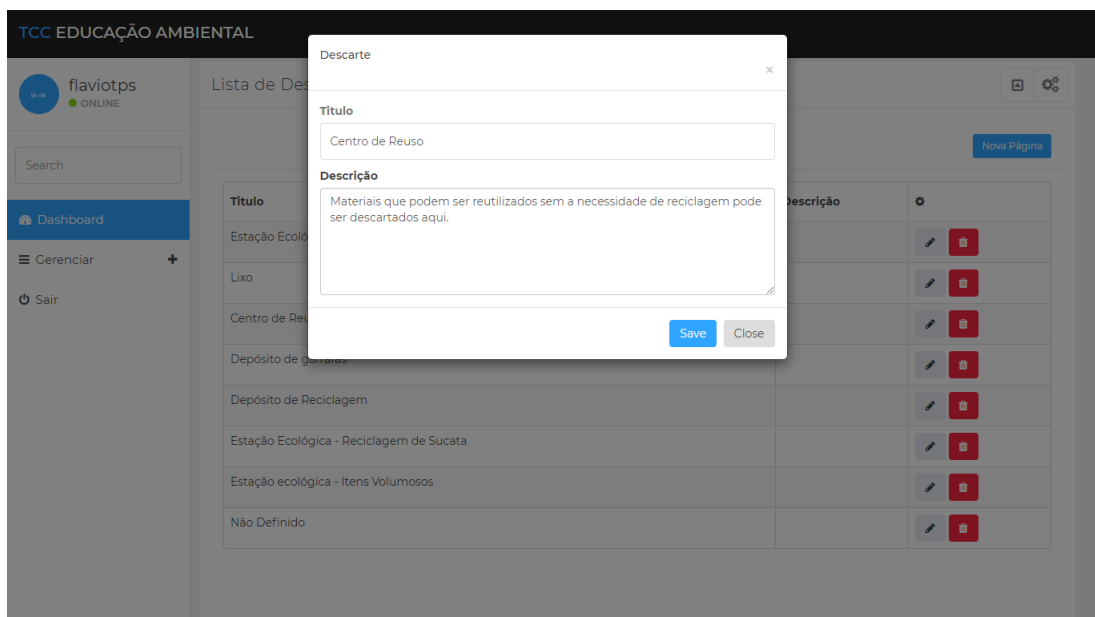 TCC EDUCAÇÃO AMBIENTAL
flaviotps
ONLINE
Search
Dashboard
Gerenciar
Sair
Lista de Des
Nova Página
Descarte
×
Titulo
Centro de Reuso
Descrição
Materiais que podem ser reutilizados sem a necessidade de reciclagem pode
ser descartados aqui.
Save Close
Titulo Descrição
Estação Ecoló
Lixo
Centro de Reu
Depósito de garrafas
Depósito de Reciclagem
Estação Ecológica - Reciclagem de Sucata
Estação ecológica - Itens Volumosos
Não Definido